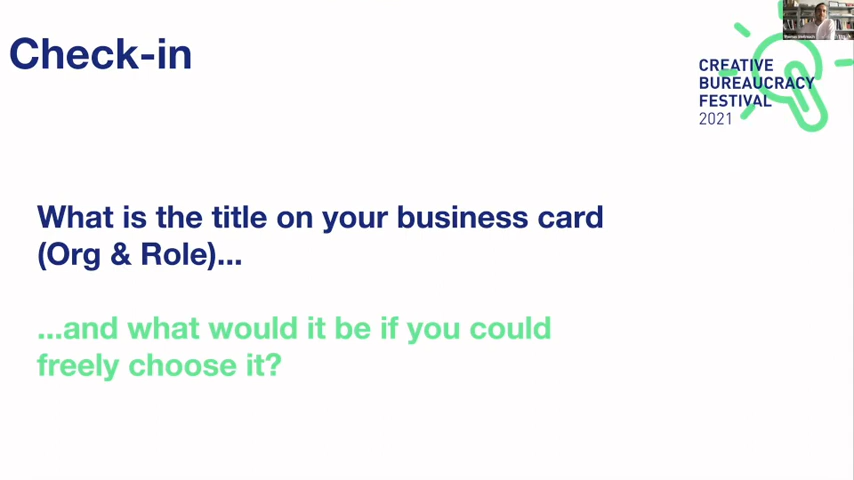 Check-in
CREATIVE
BUREAUCRACY
FESTIVAL
2021
What is the title on your business card
(Org & Role)...
...and what would it be if you could
freely choose it?